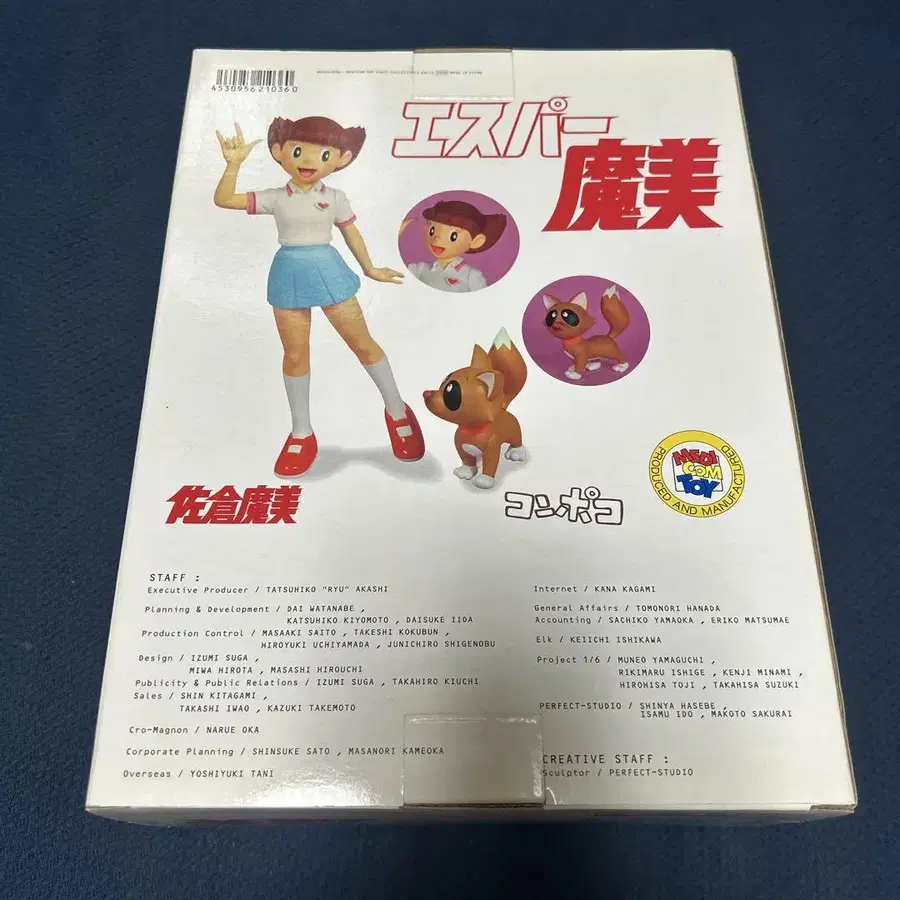 4530956210360
エスパー
魔美
佐倉魔美
コンポコ
MEDI
COM
TOY
PRODUCED AND MANUFACTURED
STAFF :
Executive Producer / TATSUHIKO "RYU" AKASHI
Planning & Development / DAI WATANABE ,
KATSUHIKO KIYOMOTO , DAISUKE IIDA
Production Control / MASAAKI SAITO , TAKESHI KOKUBUN ,
HIROYUKI UCHIYAMADA , JUNICHIRO SHIGENOBU
Design / IZUMI SUGA ,
MIWA HIROTA , MASASHI HIROUCHI
Publicity & Public Relations / IZUMI SUGA , TAKAHIRO KIUCHI
Sales / SHIN KITAGAMI ,
TAKASHI IWAO , KAZUKI TAKEMOTO
Cro-Magnon / NARUE OKA
Corporate Planning / SHINSUKE SATO , MASANORI KAMEOKA
Overseas / YOSHIYUKI TANI
Internet / KANA KAGAMI
General Affairs / TOMONORI HANADA
Accounting / SACHIKO YAMAOKA , ERIKO MATSUMAE
Elk / KEIICHI ISHIKAWA
Project 1/6 / MUNEO YAMAGUCHI ,
RIKIMARU ISHIGE , KENJI MINAMI ,
HIROHISA TOJI , TAKAHISA SUZUKI
PERFECT-STUDIO / SHINYA HASEBE ,
ISAMU IDO , MAKOTO SAKURAI
CREATIVE STAFF :
Sculptor / PERFECT-STUDIO